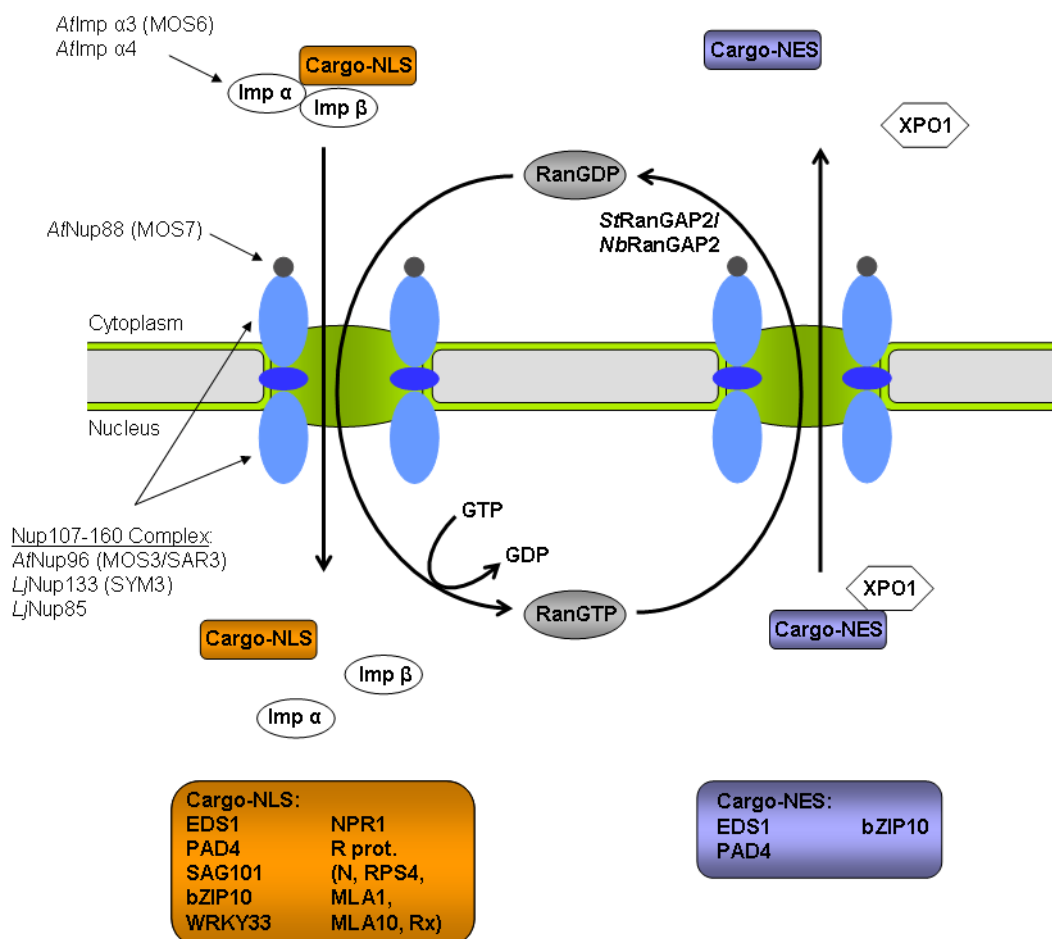 AtImp α3 (MOS6)
AtImp α4
Cargo-NLS
Imp α
Imp β
Cargo-NES
XPO1
RanGDP
StRanGAP2/
NbRanGAP2
AtNup88 (MOS7)
Cytoplasm
Nucleus
GTP
GDP
Nup107-160 Complex:
AtNup96 (MOS3/SAR3)
LjNup133 (SYM3)
LjNup85
RanGTP
XPO1
Cargo-NES
Cargo-NLS
Imp β
Imp α
Cargo-NLS:
EDS1 NPR1
PAD4 R prot.
SAG101 (N, RPS4,
bZIP10 MLA1,
WRKY33 MLA10, Rx)
Cargo-NES:
EDS1 bZIP10
PAD4